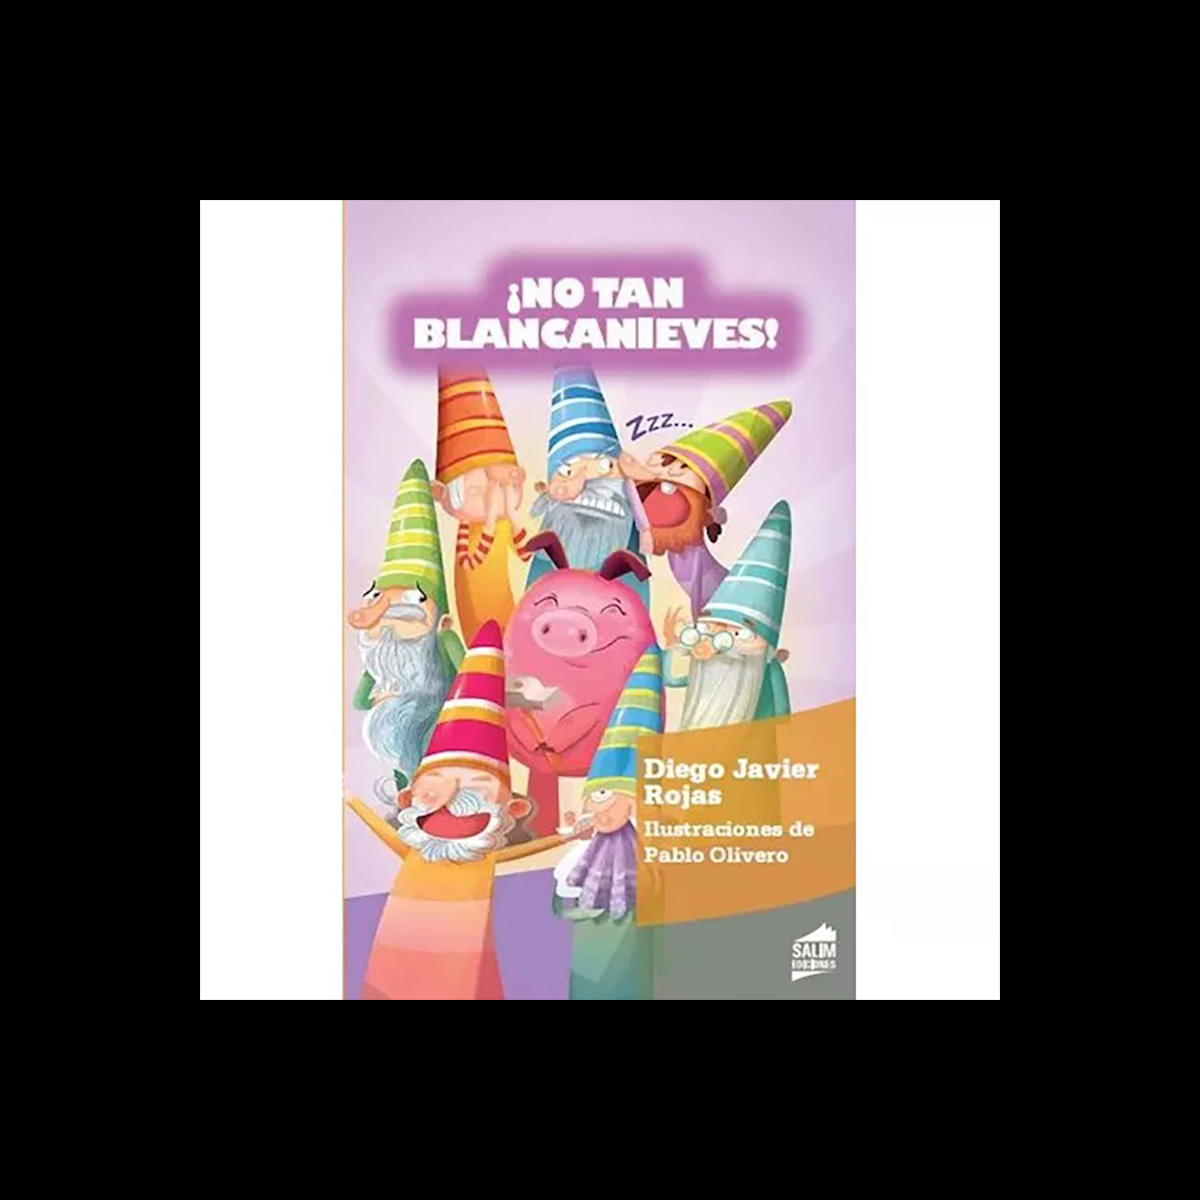 ¡NO TAN
BLANCANIEVES!
Zzz...
Diego Javier
Rojas
Ilustraciones de
Pablo Olivero
SALIM
EDICIONES